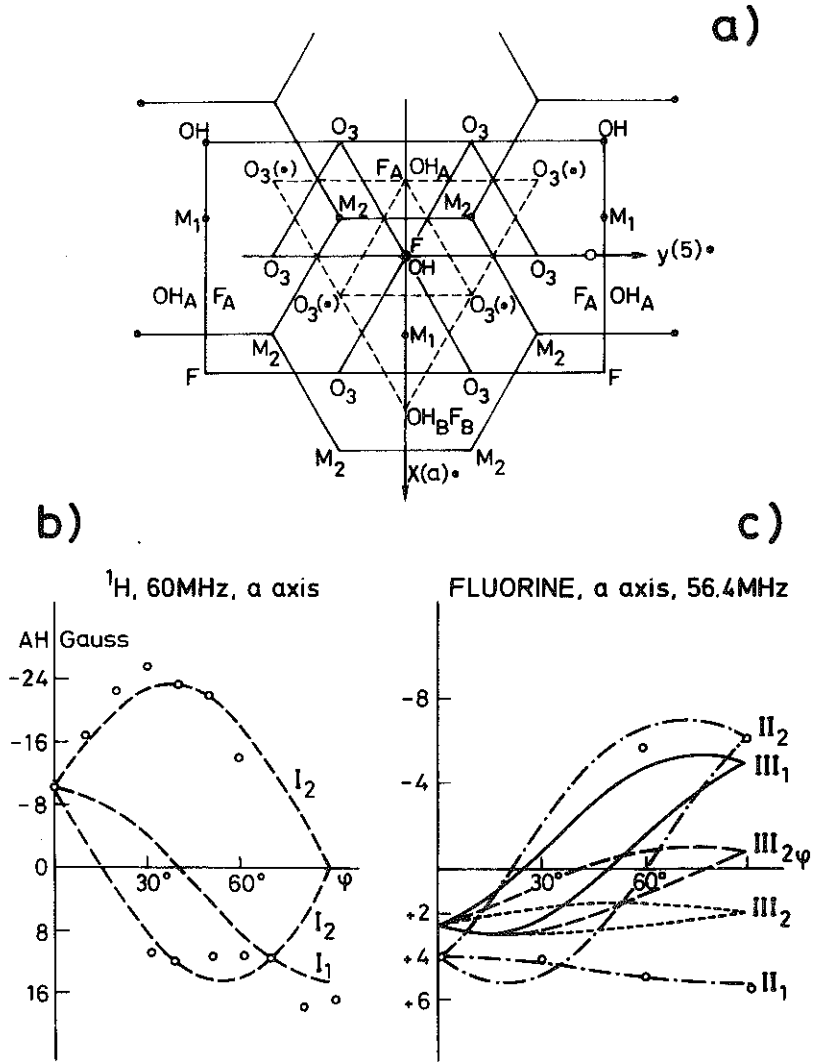 a)
OH O3 O3 OH
O3(•) FA OHA O3(•)
M2 M2
M1 M1
F
O3 OH O3 y(5)•
OHA FA O3(•) O3(•) FA OHA
M1
M2 M2
F O3 O3 F
OHB FB
M2 M2
X(a)•
b) c)
¹H, 60MHz, a axis
AH Gauss
-24
-16
-8
0
8
16
30° 60° φ
I2
I2
I1
FLUORINE, a axis, 56.4MHz
-8
-4
+2
+4
+6
30° 60°
II2
III1
III2φ
III2
II1